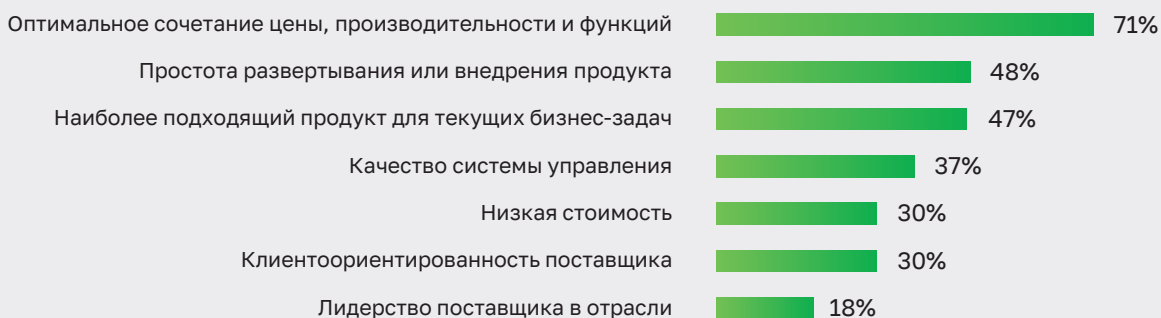 Оптимальное сочетание цены, производительности и функций 71%
Простота развертывания или внедрения продукта 48%
Наиболее подходящий продукт для текущих бизнес-задач 47%
Качество системы управления 37%
Низкая стоимость 30%
Клиентоориентированность поставщика 30%
Лидерство поставщика в отрасли 18%